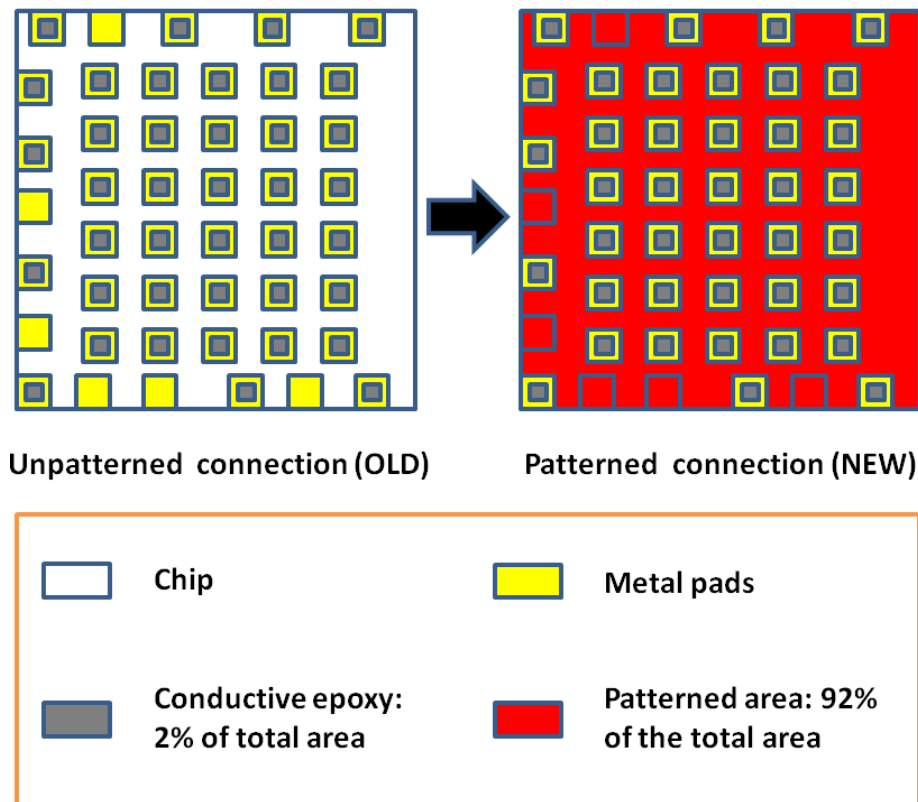 Unpatterned connection (OLD)
Patterned connection (NEW)
Chip
Metal pads
Conductive epoxy:
2% of total area
Patterned area: 92%
of the total area